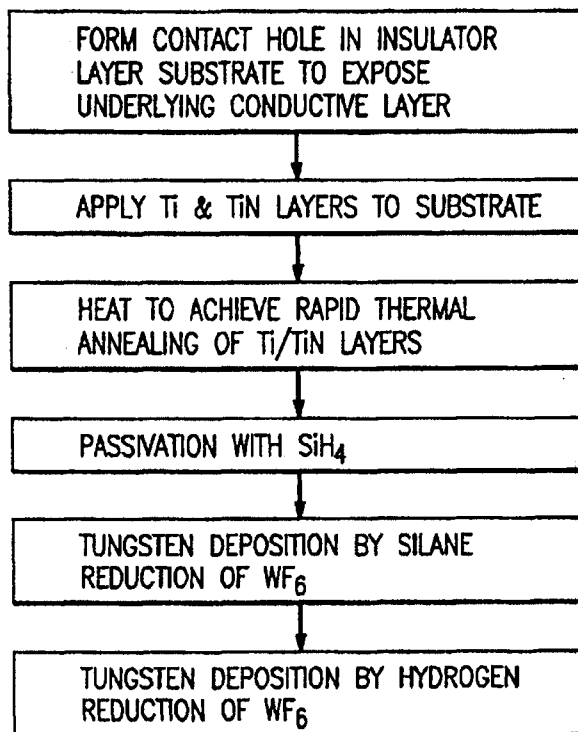 FORM CONTACT HOLE IN INSULATOR
LAYER SUBSTRATE TO EXPOSE
UNDERLYING CONDUCTIVE LAYER
APPLY Ti & TiN LAYERS TO SUBSTRATE
HEAT TO ACHIEVE RAPID THERMAL
ANNEALING OF Ti/TiN LAYERS
PASSIVATION WITH SiH₄
TUNGSTEN DEPOSITION BY SILANE
REDUCTION OF WF₆
TUNGSTEN DEPOSITION BY HYDROGEN
REDUCTION OF WF₆